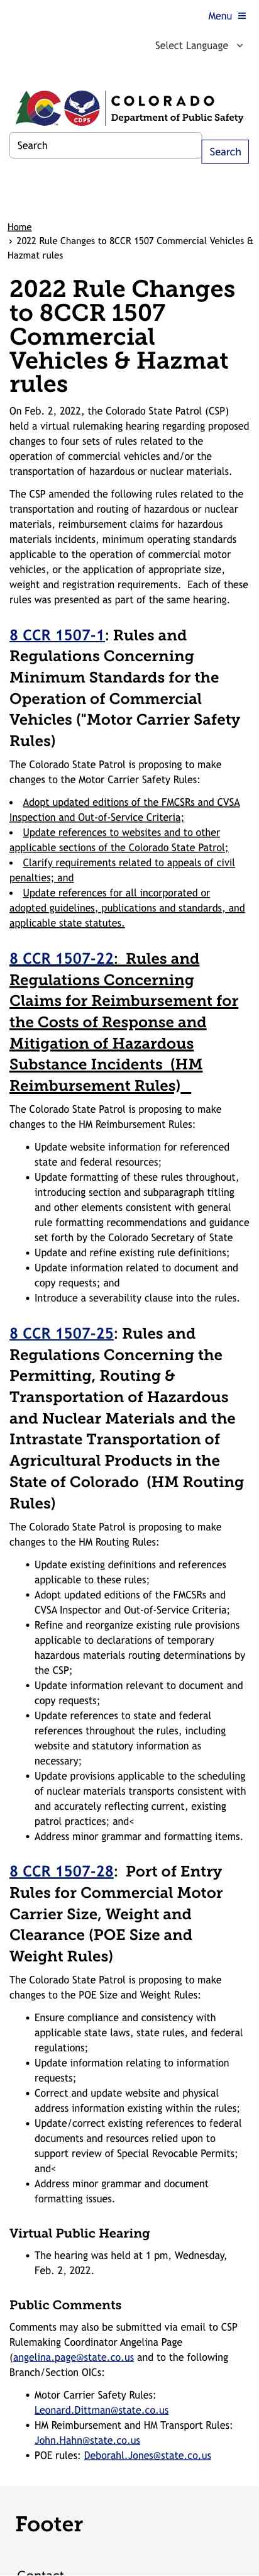 Menu ≡
Select Language
COLORADO
Department of Public Safety
CDPS
Search
Search
Home
› 2022 Rule Changes to 8CCR 1507 Commercial Vehicles &
Hazmat rules
2022 Rule Changes
to 8CCR 1507
Commercial
Vehicles & Hazmat
rules
On Feb. 2, 2022, the Colorado State Patrol (CSP)
held a virtual rulemaking hearing regarding proposed
changes to four sets of rules related to the
operation of commercial vehicles and/or the
transportation of hazardous or nuclear materials.
The CSP amended the following rules related to the
transportation and routing of hazardous or nuclear
materials, reimbursement claims for hazardous
materials incidents, minimum operating standards
applicable to the operation of commercial motor
vehicles, or the application of appropriate size,
weight and registration requirements.  Each of these
rules was presented as part of the same hearing.
8 CCR 1507-1: Rules and
Regulations Concerning
Minimum Standards for the
Operation of Commercial
Vehicles ("Motor Carrier Safety
Rules)
The Colorado State Patrol is proposing to make
changes to the Motor Carrier Safety Rules:
• Adopt updated editions of the FMCSRs and CVSA
Inspection and Out-of-Service Criteria;
• Update references to websites and to other
applicable sections of the Colorado State Patrol;
• Clarify requirements related to appeals of civil
penalties; and
• Update references for all incorporated or
adopted guidelines, publications and standards, and
applicable state statutes.
8 CCR 1507-22:  Rules and
Regulations Concerning
Claims for Reimbursement for
the Costs of Response and
Mitigation of Hazardous
Substance Incidents  (HM
Reimbursement Rules)
The Colorado State Patrol is proposing to make
changes to the HM Reimbursement Rules:
• Update website information for referenced
state and federal resources;
• Update formatting of these rules throughout,
introducing section and subparagraph titling
and other elements consistent with general
rule formatting recommendations and guidance
set forth by the Colorado Secretary of State
• Update and refine existing rule definitions;
• Update information related to document and
copy requests; and
• Introduce a severability clause into the rules.
8 CCR 1507-25: Rules and
Regulations Concerning the
Permitting, Routing &
Transportation of Hazardous
and Nuclear Materials and the
Intrastate Transportation of
Agricultural Products in the
State of Colorado  (HM Routing
Rules)
The Colorado State Patrol is proposing to make
changes to the HM Routing Rules:
• Update existing definitions and references
applicable to these rules;
• Adopt updated editions of the FMCSRs and
CVSA Inspector and Out-of-Service Criteria;
• Refine and reorganize existing rule provisions
applicable to declarations of temporary
hazardous materials routing determinations by
the CSP;
• Update information relevant to document and
copy requests;
• Update references to state and federal
references throughout the rules, including
website and statutory information as
necessary;
• Update provisions applicable to the scheduling
of nuclear materials transports consistent with
and accurately reflecting current, existing
patrol practices; and<
• Address minor grammar and formatting items.
8 CCR 1507-28:  Port of Entry
Rules for Commercial Motor
Carrier Size, Weight and
Clearance (POE Size and
Weight Rules)
The Colorado State Patrol is proposing to make
changes to the POE Size and Weight Rules:
• Ensure compliance and consistency with
applicable state laws, state rules, and federal
regulations;
• Update information relating to information
requests;
• Correct and update website and physical
address information existing within the rules;
• Update/correct existing references to federal
documents and resources relied upon to
support review of Special Revocable Permits;
and<
• Address minor grammar and document
formatting issues.
Virtual Public Hearing
• The hearing was held at 1 pm, Wednesday,
Feb. 2, 2022.
Public Comments
Comments may also be submitted via email to CSP
Rulemaking Coordinator Angelina Page
(angelina.page@state.co.us and to the following
Branch/Section OICs:
• Motor Carrier Safety Rules:
Leonard.Dittman@state.co.us
• HM Reimbursement and HM Transport Rules:
John.Hahn@state.co.us
• POE rules: Deborahl.Jones@state.co.us
Footer
Contact